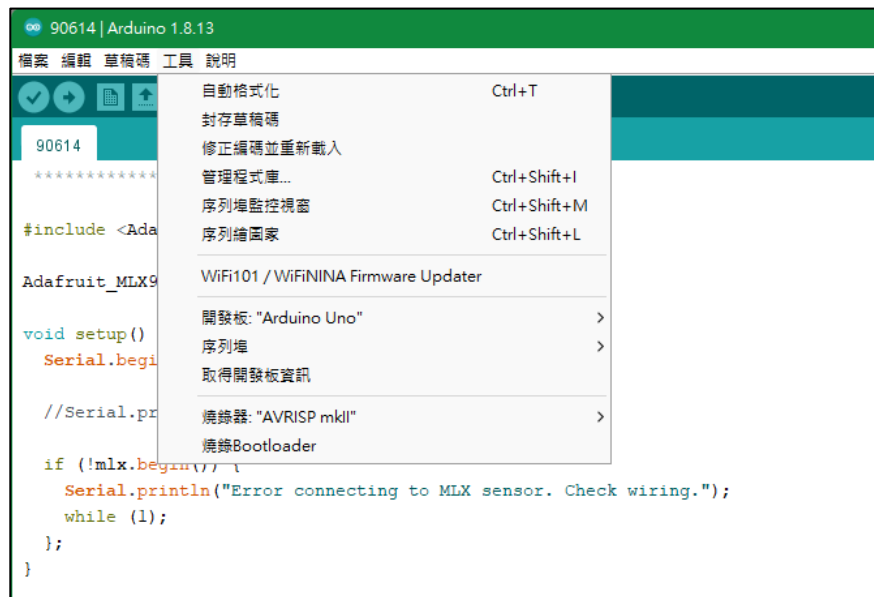 90614 | Arduino 1.8.13
檔案 編輯 草稿碼 工具 說明
90614
自動格式化 Ctrl+T
封存草稿碼
修正編碼並重新載入
管理程式庫... Ctrl+Shift+I
序列埠監控視窗 Ctrl+Shift+M
序列繪圖家 Ctrl+Shift+L
WiFi101 / WiFiNINA Firmware Updater
開發板: "Arduino Uno"
序列埠
取得開發板資訊
燒錄器: "AVRISP mkII"
燒錄Bootloader
************
#include <Ada
Adafruit_MLX9
void setup()
Serial.begi
//Serial.pr
if (!mlx.begin()) {
Serial.println("Error connecting to MLX sensor. Check wiring.");
while (1);
};
}